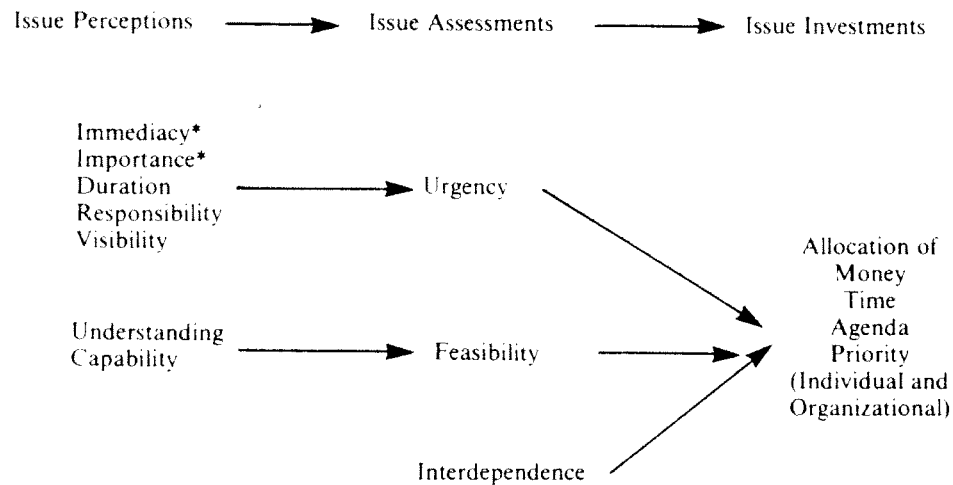 Issue Perceptions Issue Assessments Issue Investments
Immediacy*
Importance*
Duration
Responsibility
Visibility
Urgency
Allocation of
Money
Time
Agenda
Priority
(Individual and
Organizational)
Understanding
Capability
Feasibility
Interdependence